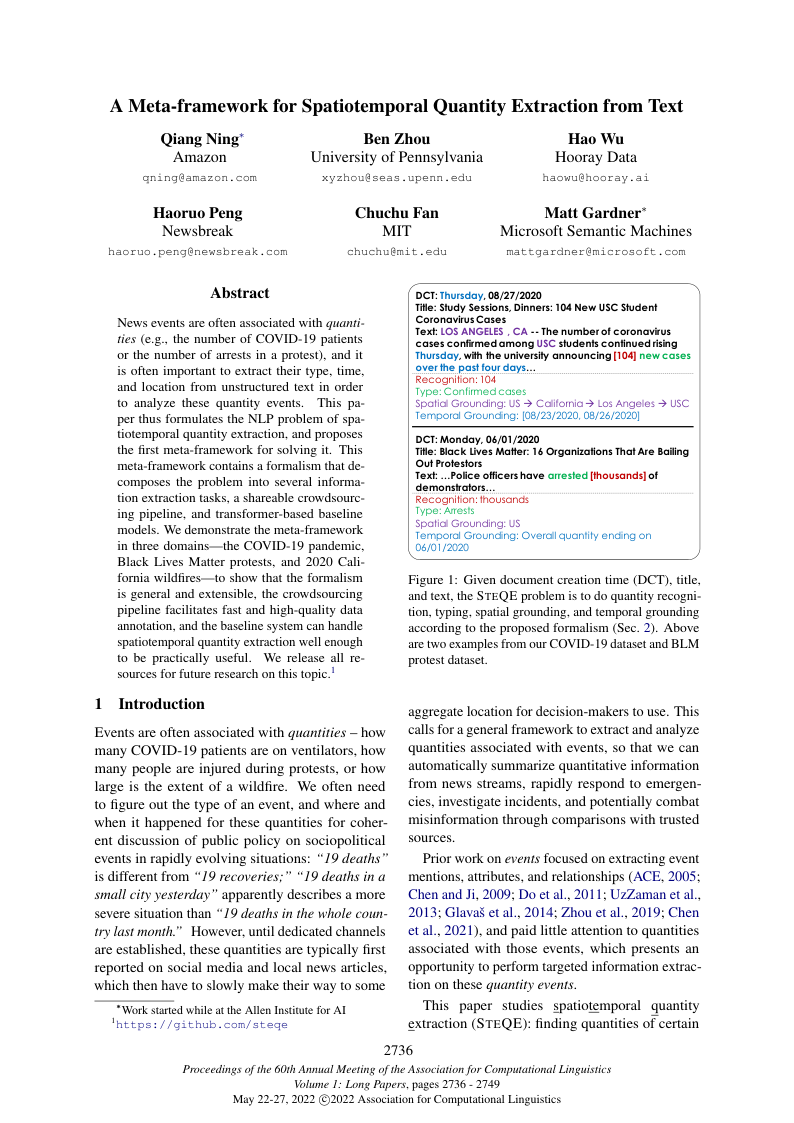 A Meta-framework for Spatiotemporal Quantity Extraction from Text
Qiang Ning*
Amazon
qning@amazon.com
Ben Zhou
University of Pennsylvania
xyzhou@seas.upenn.edu
Hao Wu
Hooray Data
haowu@hooray.ai
Haoruo Peng
Newsbreak
haoruo.peng@newsbreak.com
Chuchu Fan
MIT
chuchu@mit.edu
Matt Gardner*
Microsoft Semantic Machines
mattgardner@microsoft.com
Abstract
News events are often associated with quanti-
ties (e.g., the number of COVID-19 patients
or the number of arrests in a protest), and it
is often important to extract their type, time,
and location from unstructured text in order
to analyze these quantity events. This pa-
per thus formulates the NLP problem of spa-
tiotemporal quantity extraction, and proposes
the first meta-framework for solving it. This
meta-framework contains a formalism that de-
composes the problem into several informa-
tion extraction tasks, a shareable crowdsourc-
ing pipeline, and transformer-based baseline
models. We demonstrate the meta-framework
in three domains—the COVID-19 pandemic,
Black Lives Matter protests, and 2020 Cali-
fornia wildfires—to show that the formalism
is general and extensible, the crowdsourcing
pipeline facilitates fast and high-quality data
annotation, and the baseline system can handle
spatiotemporal quantity extraction well enough
to be practically useful. We release all re-
sources for future research on this topic.1
1 Introduction
Events are often associated with quantities – how
many COVID-19 patients are on ventilators, how
many people are injured during protests, or how
large is the extent of a wildfire. We often need
to figure out the type of an event, and where and
when it happened for these quantities for coher-
ent discussion of public policy on sociopolitical
events in rapidly evolving situations: “19 deaths”
is different from “19 recoveries;” “19 deaths in a
small city yesterday” apparently describes a more
severe situation than “19 deaths in the whole coun-
try last month.” However, until dedicated channels
are established, these quantities are typically first
reported on social media and local news articles,
which then have to slowly make their way to some
*Work started while at the Allen Institute for AI
1https://github.com/steqe
DCT: Thursday, 08/27/2020
Title: Study Sessions, Dinners: 104 New USC Student
Coronavirus Cases
Text: LOS ANGELES , CA -- The number of coronavirus
cases confirmed among USC students continued rising
Thursday, with the university announcing [104] new cases
over the past four days…
Recognition: 104
Type: Confirmed cases
Spatial Grounding: US → California → Los Angeles → USC
Temporal Grounding: [08/23/2020, 08/26/2020]
DCT: Monday, 06/01/2020
Title: Black Lives Matter: 16 Organizations That Are Bailing
Out Protestors
Text: …Police officers have arrested [thousands] of
demonstrators…
Recognition: thousands
Type: Arrests
Spatial Grounding: US
Temporal Grounding: Overall quantity ending on
06/01/2020
Figure 1: Given document creation time (DCT), title,
and text, the STEQE problem is to do quantity recogni-
tion, typing, spatial grounding, and temporal grounding
according to the proposed formalism (Sec. 2). Above
are two examples from our COVID-19 dataset and BLM
protest dataset.
aggregate location for decision-makers to use. This
calls for a general framework to extract and analyze
quantities associated with events, so that we can
automatically summarize quantitative information
from news streams, rapidly respond to emergen-
cies, investigate incidents, and potentially combat
misinformation through comparisons with trusted
sources.
Prior work on events focused on extracting event
mentions, attributes, and relationships (ACE, 2005;
Chen and Ji, 2009; Do et al., 2011; UzZaman et al.,
2013; Glavaš et al., 2014; Zhou et al., 2019; Chen
et al., 2021), and paid little attention to quantities
associated with those events, which presents an
opportunity to perform targeted information extrac-
tion on these quantity events.
This paper studies spatiotemporal quantity
extraction (STEQE): finding quantities of certain
2736
Proceedings of the 60th Annual Meeting of the Association for Computational Linguistics
Volume 1: Long Papers, pages 2736 - 2749
May 22-27, 2022 ©2022 Association for Computational Linguistics